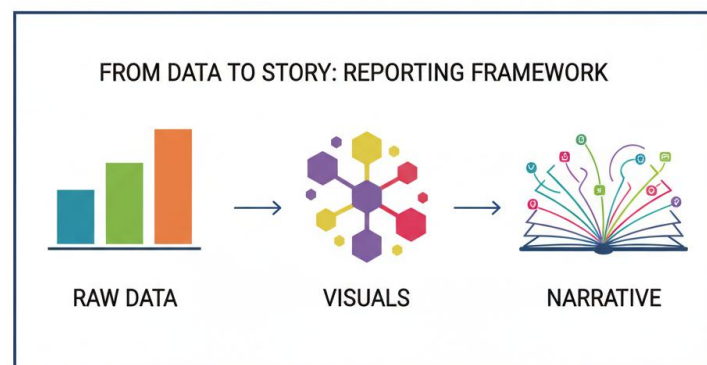 FROM DATA TO STORY: REPORTING FRAMEWORK
RAW DATA
VISUALS
NARRATIVE